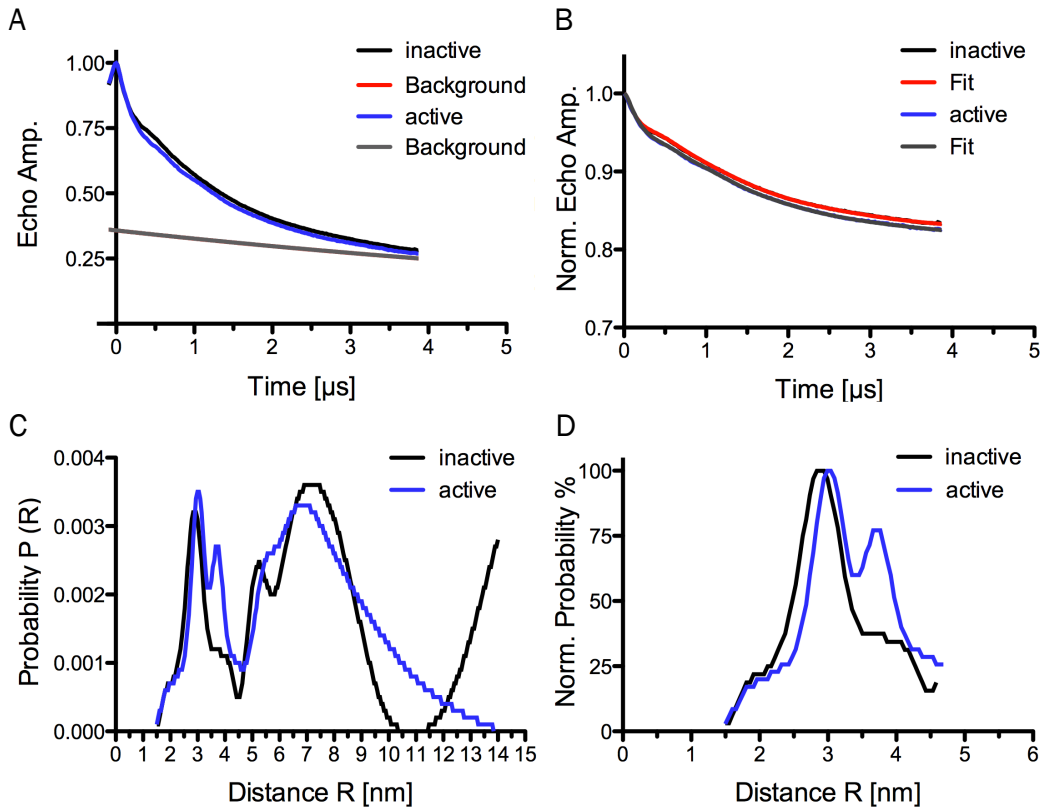 A
inactive
Background
active
Background
1.00
0.75
0.50
0.25
Echo Amp.
0 1 2 3 4 5
Time [µs]
B
inactive
Fit
active
Fit
1.0
0.9
0.8
0.7
Norm. Echo Amp.
0 1 2 3 4 5
Time [µs]
C
inactive
active
0.004
0.003
0.002
0.001
0.000
Probability P (R)
0 1 2 3 4 5 6 7 8 9 10 11 12 13 14 15
Distance R [nm]
D
inactive
active
100
75
50
25
0
Norm. Probability %
0 1 2 3 4 5 6
Distance R [nm]